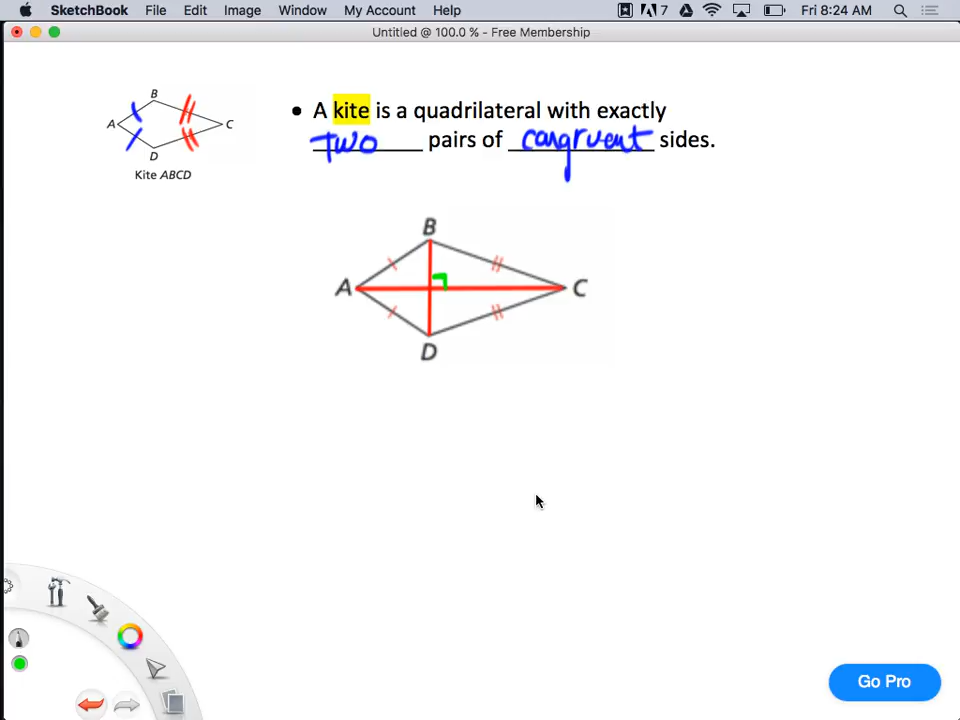 SketchBook File Edit Image Window My Account Help 7 Fri 8:24 AM
Untitled @ 100.0 % - Free Membership
B
A C
D
Kite ABCD
• A kite is a quadrilateral with exactly
two pairs of congruent sides.
B
A C
D
Go Pro